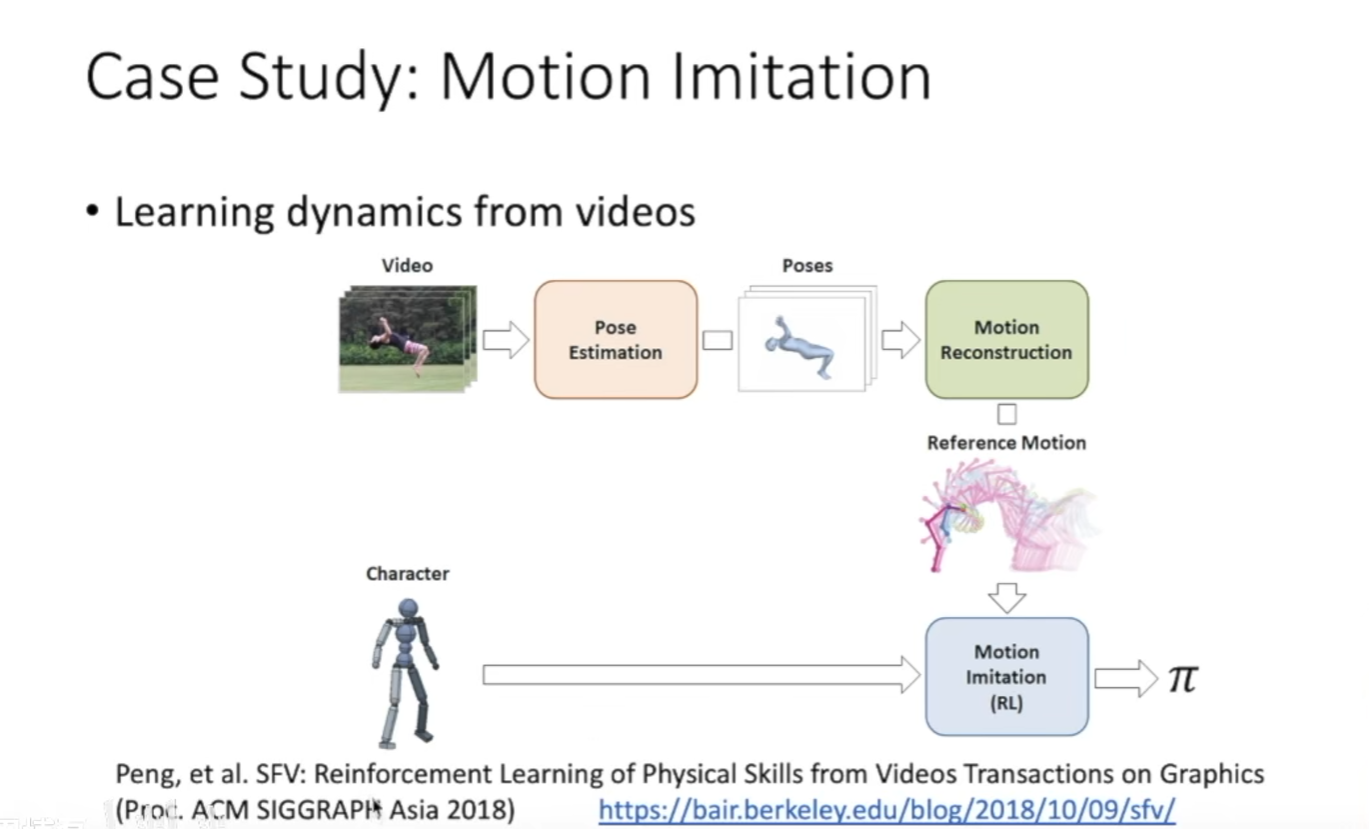 Case Study: Motion Imitation
• Learning dynamics from videos
Video
Poses
Pose
Estimation
Motion
Reconstruction
Reference Motion
Character
Motion
Imitation
(RL)
π
Peng, et al. SFV: Reinforcement Learning of Physical Skills from Videos Transactions on Graphics
(Proc. ACM SIGGRAPH Asia 2018) https://bair.berkeley.edu/blog/2018/10/09/sfv/